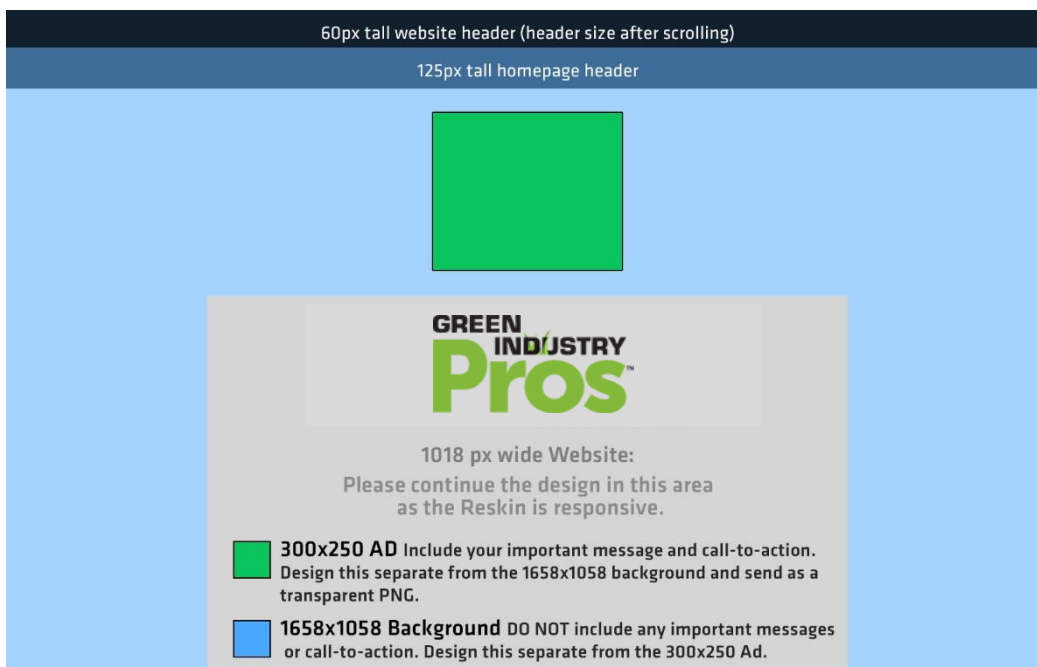 60px tall website header (header size after scrolling)
125px tall homepage header
GREEN
INDUSTRY
Pros™
1018 px wide Website:
Please continue the design in this area
as the Reskin is responsive.
300x250 AD Include your important message and call-to-action.
Design this separate from the 1658x1058 background and send as a
transparent PNG.
1658x1058 Background DO NOT include any important messages
or call-to-action. Design this separate from the 300x250 Ad.